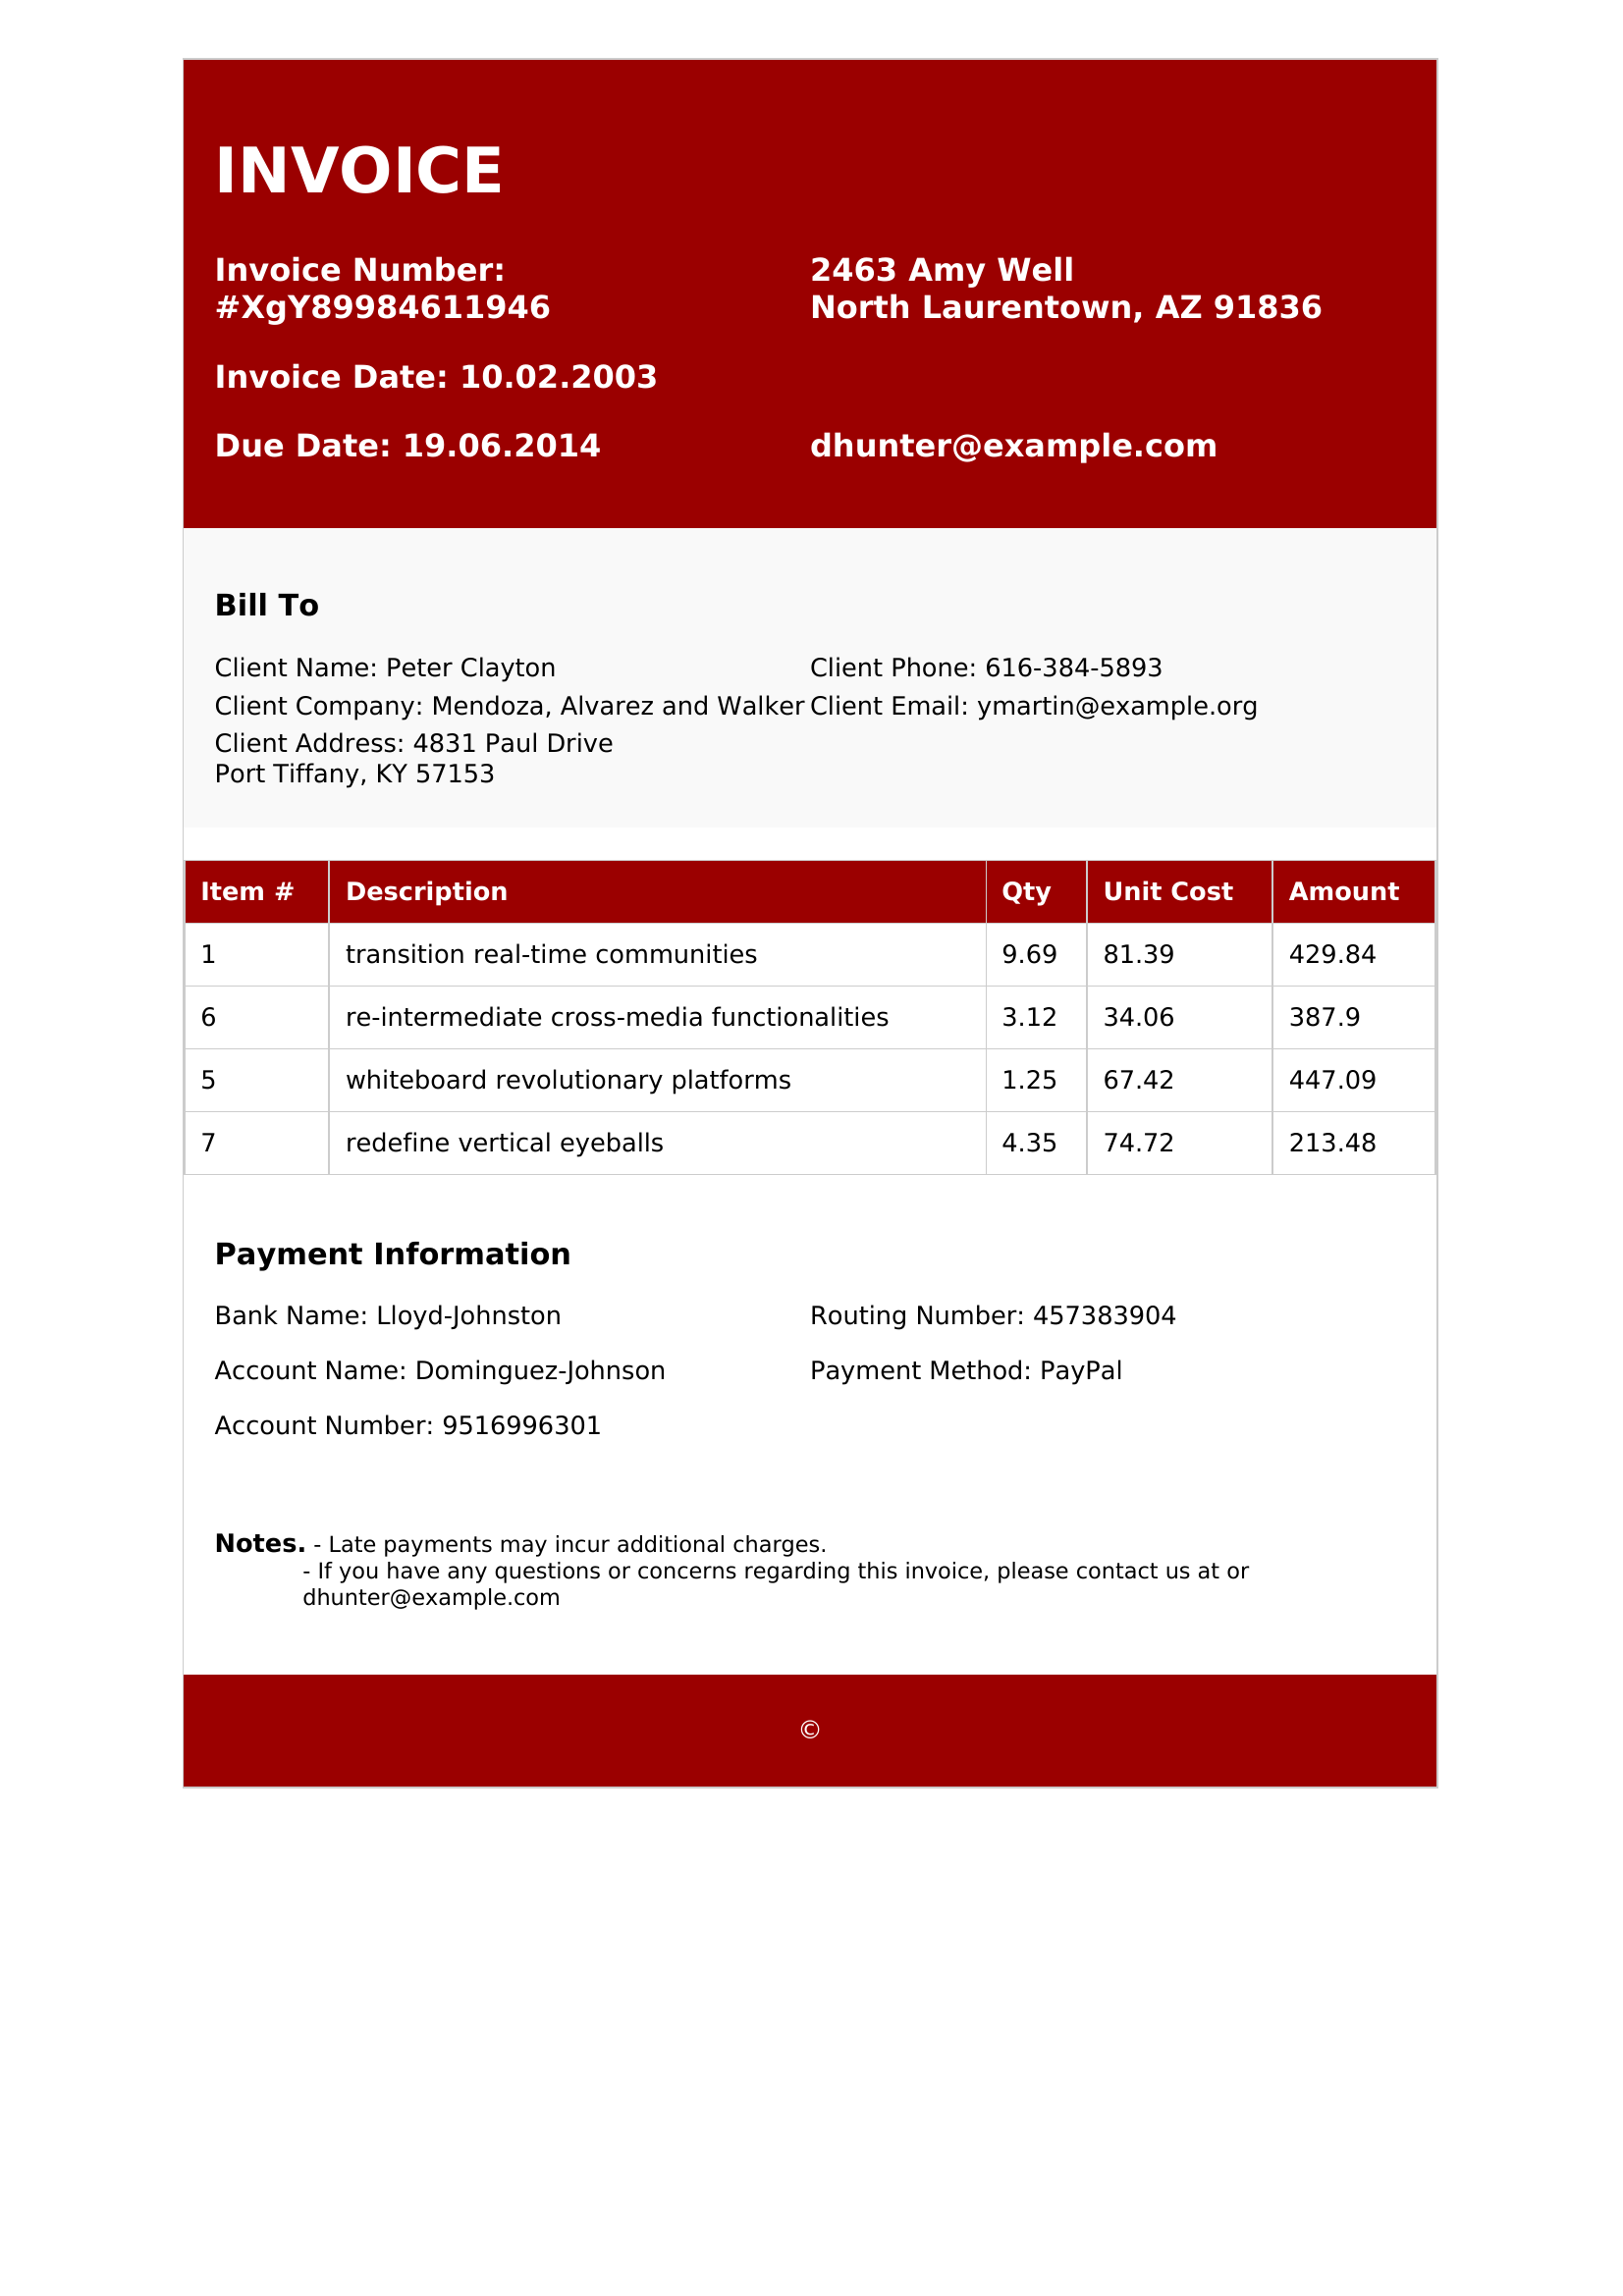 INVOICE
Invoice Number:
#XgY89984611946
2463 Amy Well
North Laurentown, AZ 91836
Invoice Date: 10.02.2003
Due Date: 19.06.2014
dhunter@example.com
Bill To
Client Name: Peter Clayton
Client Phone: 616-384-5893
Client Company: Mendoza, Alvarez and Walker
Client Email: ymartin@example.org
Client Address: 4831 Paul Drive
Port Tiffany, KY 57153
Item # Description Qty Unit Cost Amount
1 transition real-time communities 9.69 81.39 429.84
6 re-intermediate cross-media functionalities 3.12 34.06 387.9
5 whiteboard revolutionary platforms 1.25 67.42 447.09
7 redefine vertical eyeballs 4.35 74.72 213.48
Payment Information
Bank Name: Lloyd-Johnston
Routing Number: 457383904
Account Name: Dominguez-Johnson
Payment Method: PayPal
Account Number: 9516996301
Notes. - Late payments may incur additional charges.
- If you have any questions or concerns regarding this invoice, please contact us at or
dhunter@example.com
©